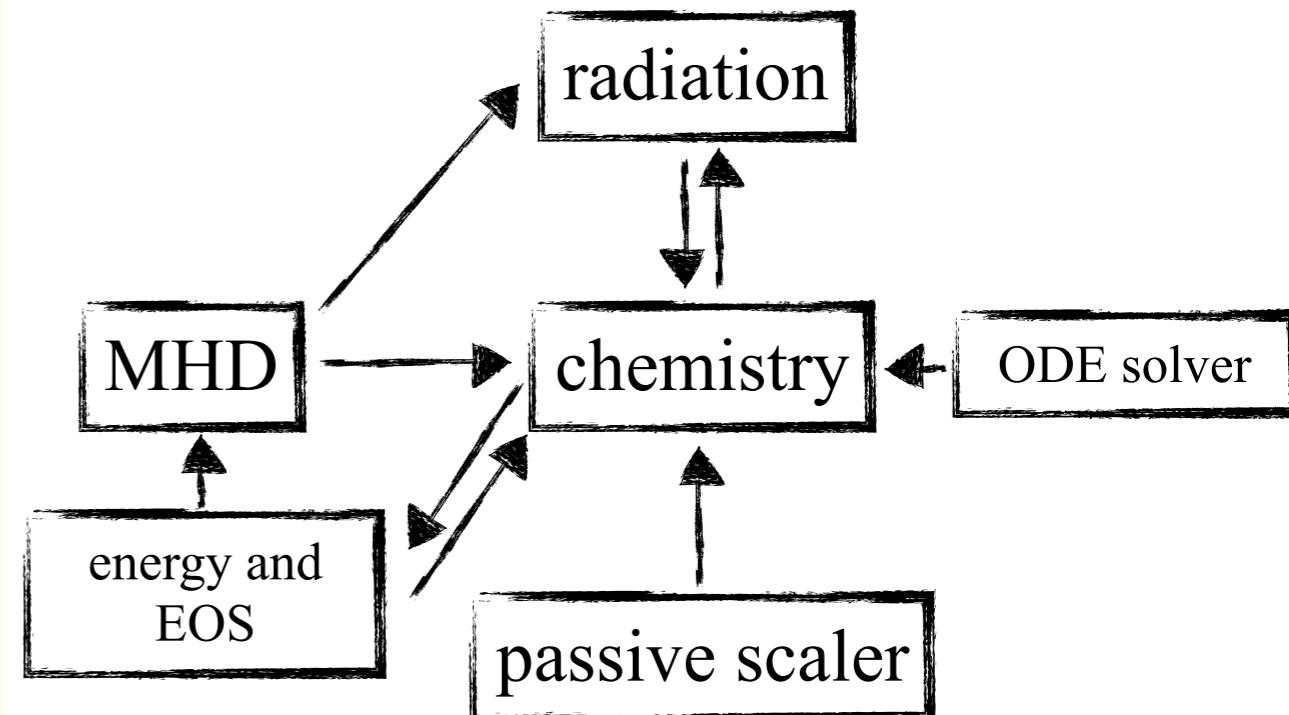 radiation
MHD
chemistry
ODE solver
energy and
EOS
passive scaler